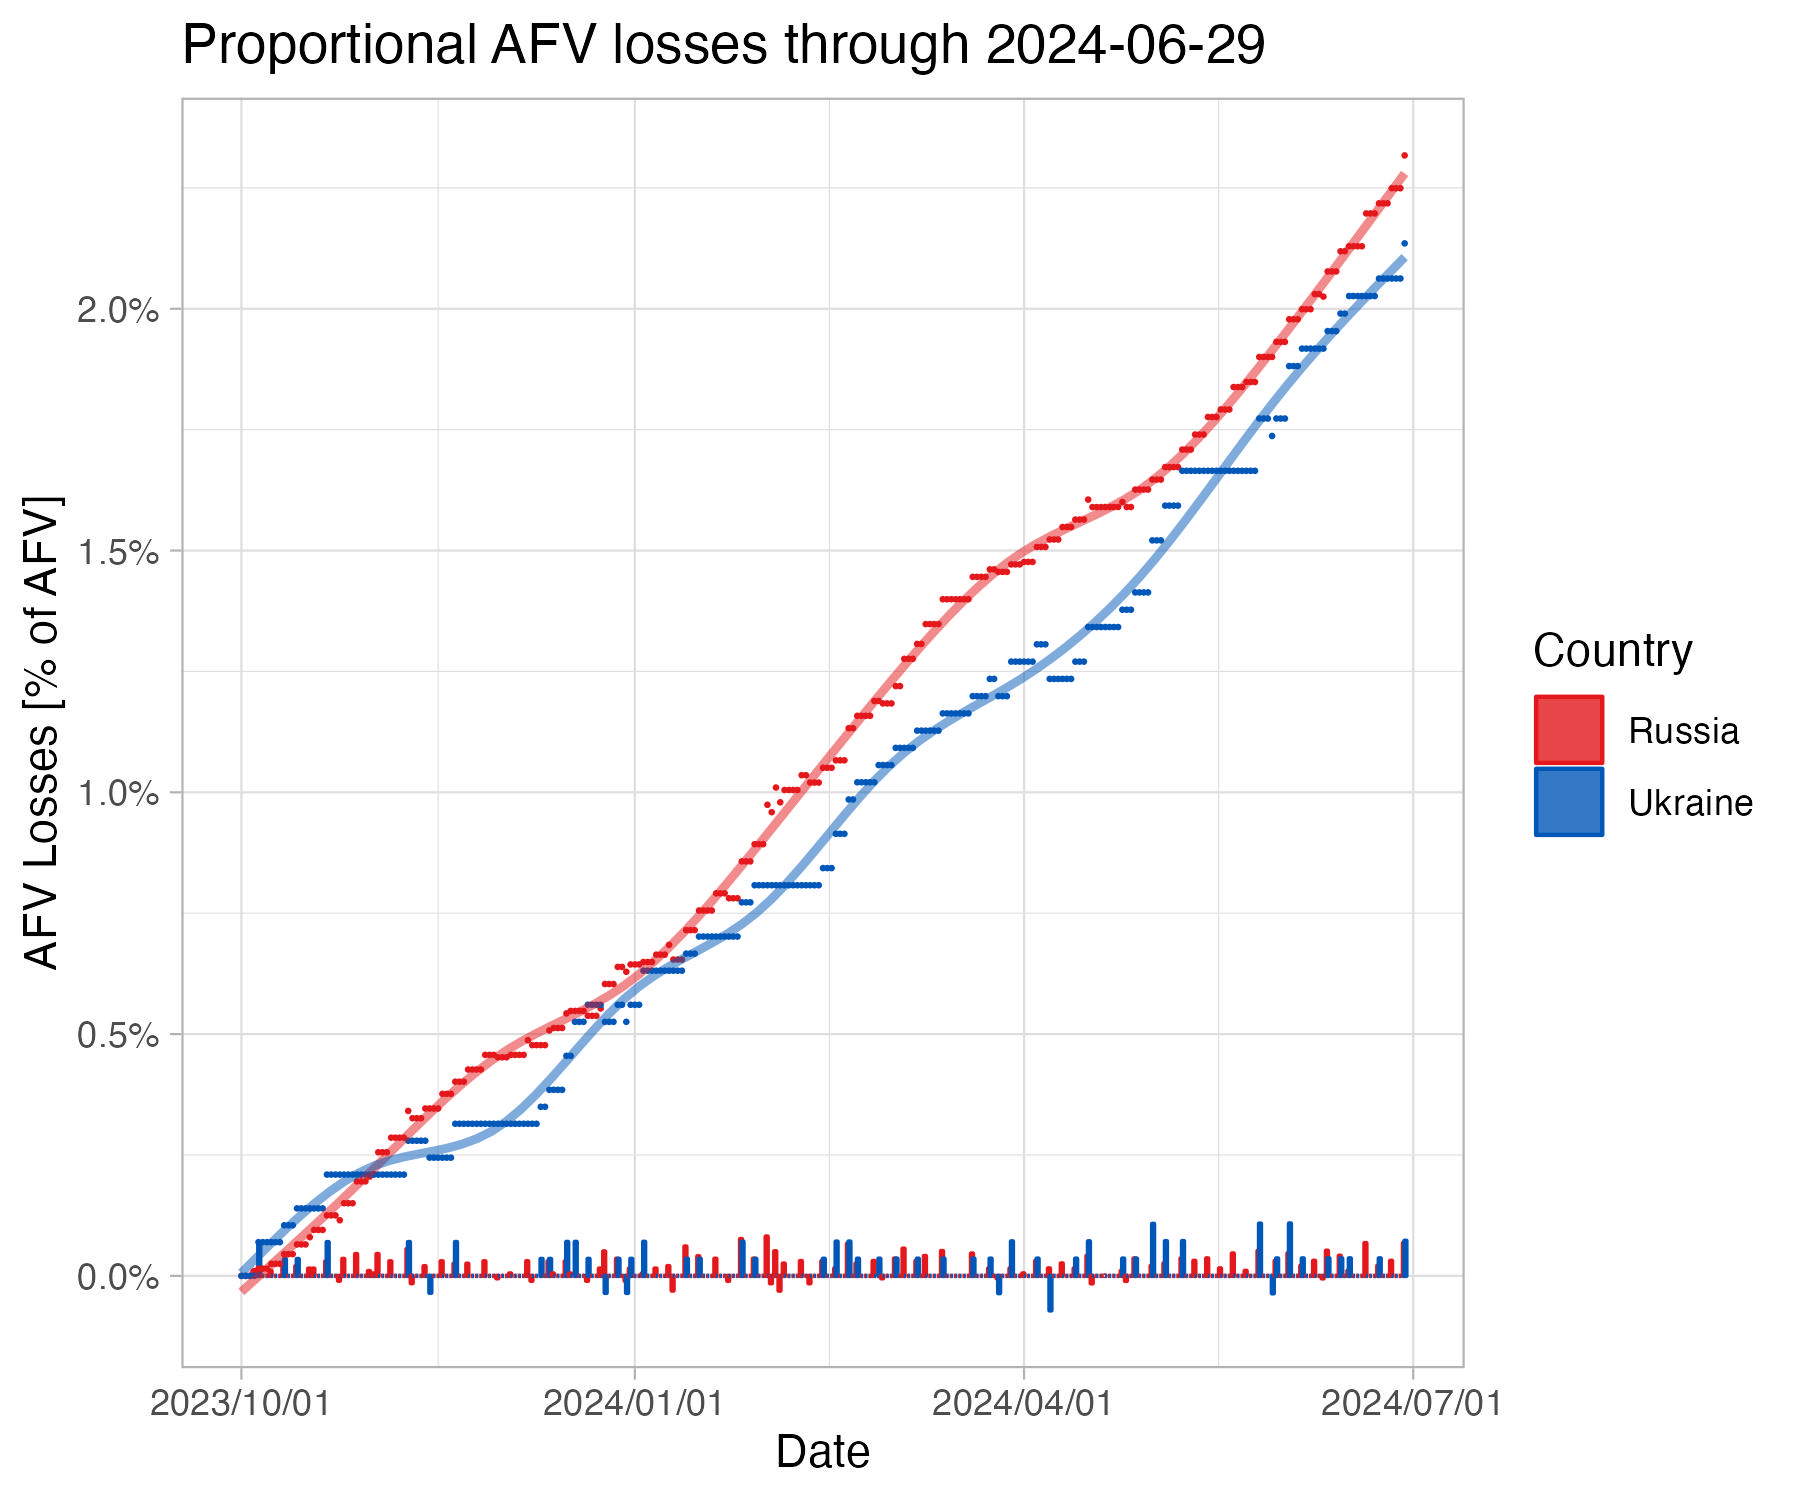 Proportional AFV losses through 2024-06-29
AFV Losses [% of AFV]
2.0%
1.5%
1.0%
0.5%
0.0%
2023/10/01
2024/01/01
2024/04/01
2024/07/01
Date
Country
Russia
Ukraine